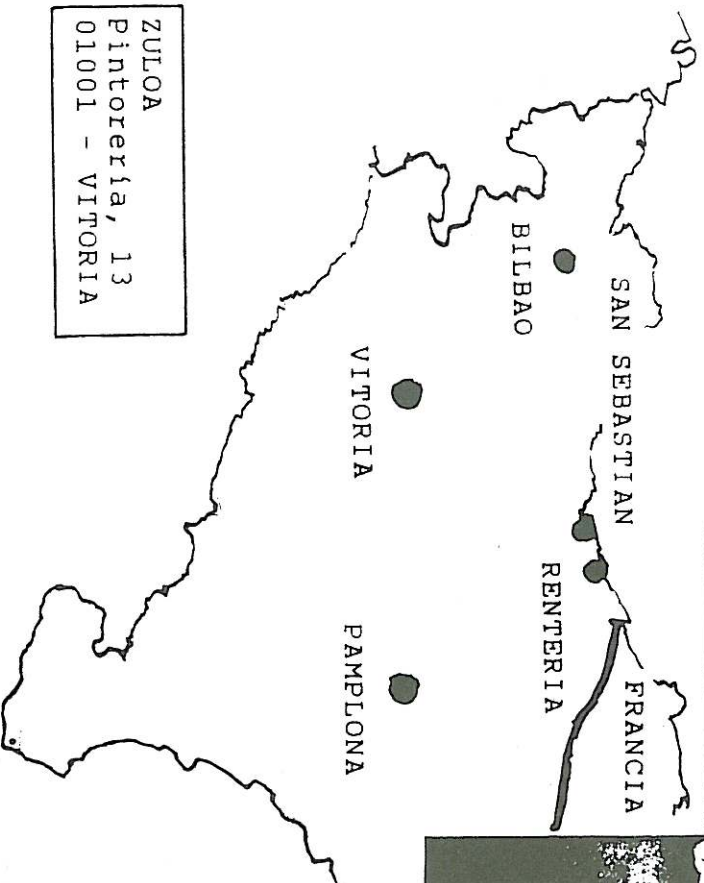 SAN SEBASTIAN
FRANCIA
BILBAO
RENTERIA
VITORIA
PAMPLONA
ZULOA
Pintorería, 13
01001 - VITORIA